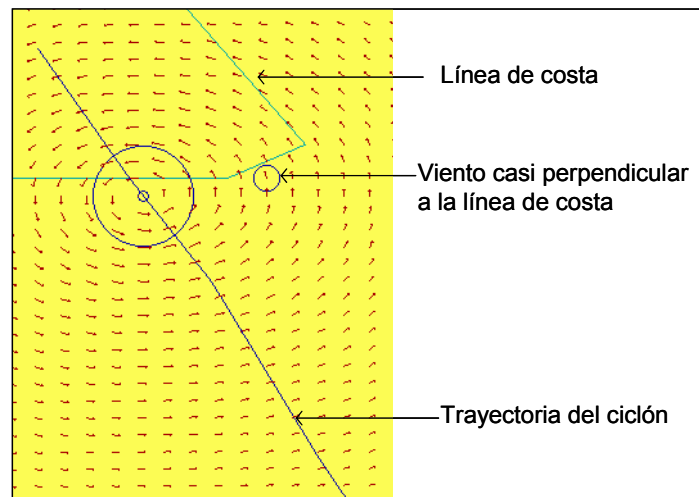 Línea de costa
Viento casi perpendicular
a la línea de costa
Trayectoria del ciclón